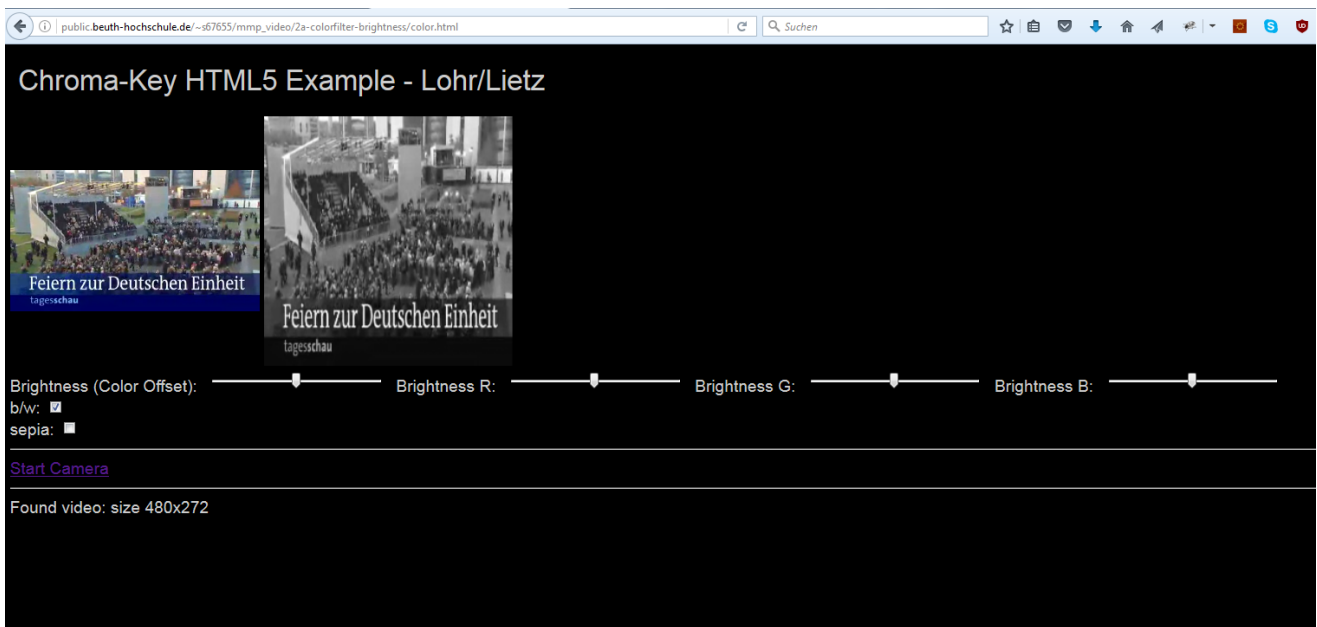 public.beuth-hochschule.de/~s67655/mmp_video/2a-colorfilter-brightness/color.html
Suchen
Chroma-Key HTML5 Example - Lohr/Lietz
Feiern zur Deutschen Einheit
tagesschau
Feiern zur Deutschen Einheit
tagesschau
Brightness (Color Offset): Brightness R: Brightness G: Brightness B:
b/w:
sepia:
Start Camera
Found video: size 480x272